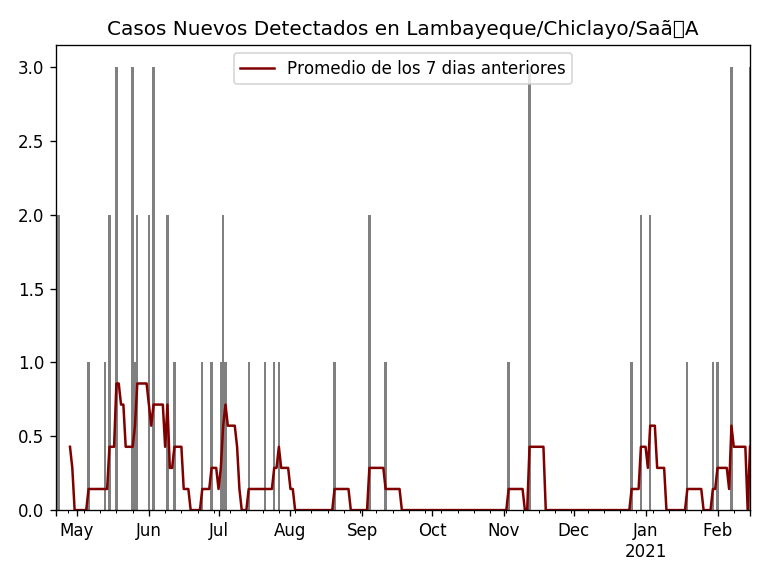 Casos Nuevos Detectados en Lambayeque/Chiclayo/Saã▯A
Promedio de los 7 dias anteriores
3.0
2.5
2.0
1.5
1.0
0.5
0.0
May Jun Jul Aug Sep Oct Nov Dec Jan Feb
2021